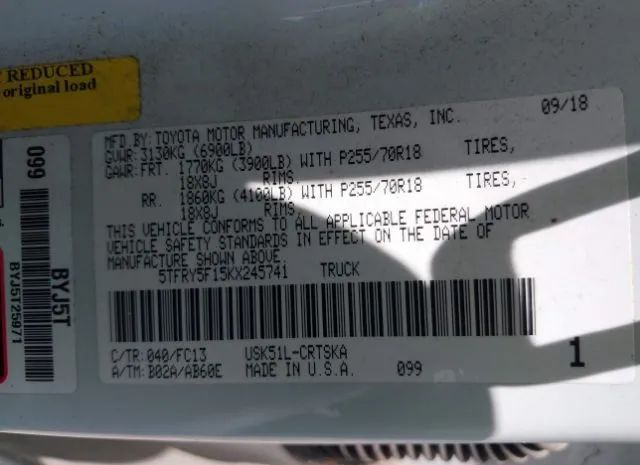 REDUCED
original load
099
BYJ5T25971
BYJ5T
09/18
MFD BY:TOYOTA MOTOR MANUFACTURING, TEXAS, INC.
GVWR:3130KG (6900LB)
GAWR:FRT. 1770KG (3900LB) WITH P255/70R18 TIRES,
18X8J RIMS.
RR. 1860KG (4100LB) WITH P255/70R18 TIRES,
18X8J RIMS.
THIS VEHICLE CONFORMS TO ALL APPLICABLE FEDERAL MOTOR
VEHICLE SAFETY STANDARDS IN EFFECT ON THE DATE OF
MANUFACTURE SHOWN ABOVE.
5TFRY5F15KX245741 TRUCK
C/TR:040/FC13 USK51L-CRTSKA
A/TM:B02A/AB60E MADE IN U.S.A. 099
1